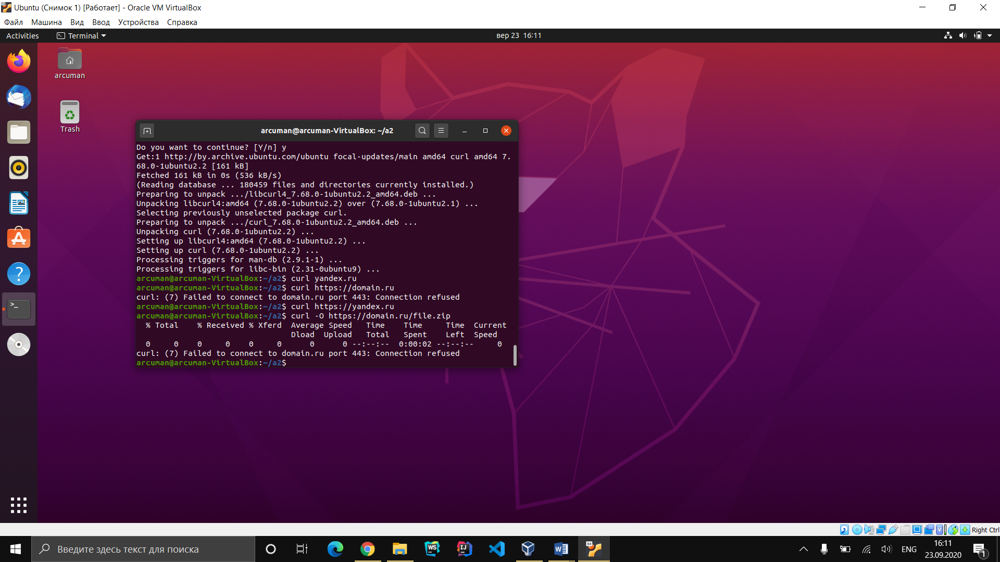 Ubuntu (Снимок 1) [Работает] - Oracle VM VirtualBox
Файл Машина Вид Ввод Устройства Справка
Activities Terminal вер 23 16:11
arcuman
Trash
arcuman@arcuman-VirtualBox: ~/a2
Do you want to continue? [Y/n] y
Get:1 http://by.archive.ubuntu.com/ubuntu focal-updates/main amd64 curl amd64 7.
68.0-1ubuntu2.2 [161 kB]
Fetched 161 kB in 0s (536 kB/s)
(Reading database ... 180459 files and directories currently installed.)
Preparing to unpack .../libcurl4_7.68.0-1ubuntu2.2_amd64.deb ...
Unpacking libcurl4:amd64 (7.68.0-1ubuntu2.2) over (7.68.0-1ubuntu2.1) ...
Selecting previously unselected package curl.
Preparing to unpack .../curl_7.68.0-1ubuntu2.2_amd64.deb ...
Unpacking curl (7.68.0-1ubuntu2.2) ...
Setting up libcurl4:amd64 (7.68.0-1ubuntu2.2) ...
Setting up curl (7.68.0-1ubuntu2.2) ...
Processing triggers for man-db (2.9.1-1) ...
Processing triggers for libc-bin (2.31-0ubuntu9) ...
arcuman@arcuman-VirtualBox:~/a2$ curl yandex.ru
arcuman@arcuman-VirtualBox:~/a2$ curl https://domain.ru
curl: (7) Failed to connect to domain.ru port 443: Connection refused
arcuman@arcuman-VirtualBox:~/a2$ curl https://yandex.ru
arcuman@arcuman-VirtualBox:~/a2$ curl -O https://domain.ru/file.zip
% Total % Received % Xferd Average Speed Time Time Time Current
Dload Upload Total Spent Left Speed
0 0 0 0 0 0 0 0 --:--:-- 0:00:02 --:--:-- 0
curl: (7) Failed to connect to domain.ru port 443: Connection refused
arcuman@arcuman-VirtualBox:~/a2$
Right Ctrl
Введите здесь текст для поиска
WS
IJ
W
64
ENG
16:11
23.09.2020
1